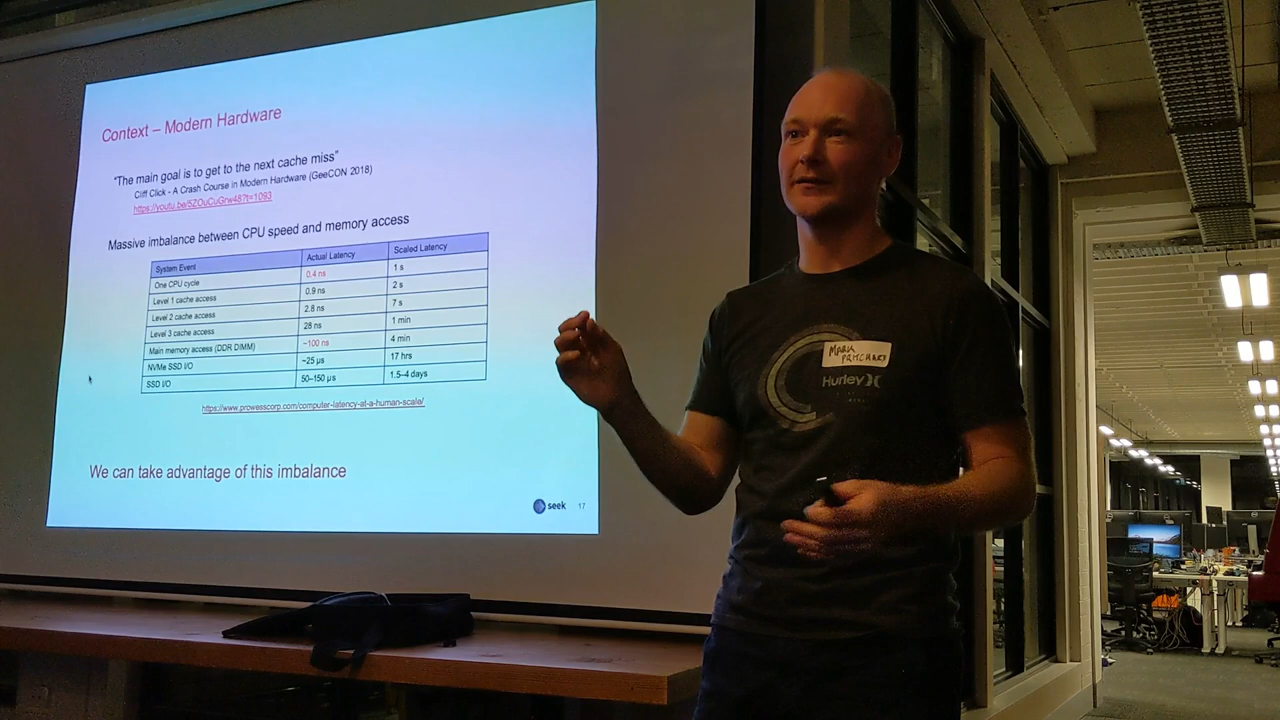 Context – Modern Hardware
"The main goal is to get to the next cache miss"
Cliff Click - A Crash Course in Modern Hardware (GeeCON 2018)
https://youtu.be/5ZOuCuGrw48?t=1093
Massive imbalance between CPU speed and memory access
System Event Actual Latency Scaled Latency
One CPU cycle 0.4 ns 1 s
Level 1 cache access 0.9 ns 2 s
Level 2 cache access 2.8 ns 7 s
Level 3 cache access 28 ns 1 min
Main memory access (DDR DIMM) ~100 ns 4 min
NVMe SSD I/O ~25 µs 17 hrs
SSD I/O 50–150 µs 1.5–4 days
https://www.prowesscorp.com/computer-latency-at-a-human-scale/
We can take advantage of this imbalance
seek 17
MARK
PRITCHARD
Hurley